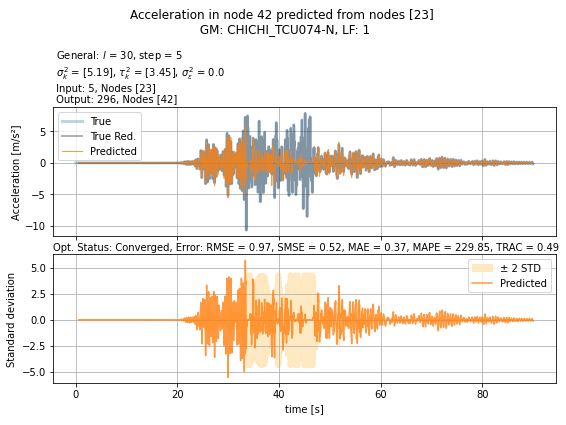 Acceleration in node 42 predicted from nodes [23]
GM: CHICHI_TCU074-N, LF: 1
General: l = 30, step = 5
σ²ₖ = [5.19], τ²ₖ = [3.45], σ²ₑ = 0.0
Input: 5, Nodes [23]
Output: 296, Nodes [42]
True
True Red.
Predicted
Acceleration [m/s²]
5
0
−5
−10
Opt. Status: Converged, Error: RMSE = 0.97, SMSE = 0.52, MAE = 0.37, MAPE = 229.85, TRAC = 0.49
± 2 STD
Predicted
Standard deviation
5.0
2.5
0.0
−2.5
−5.0
0 20 40 60 80
time [s]